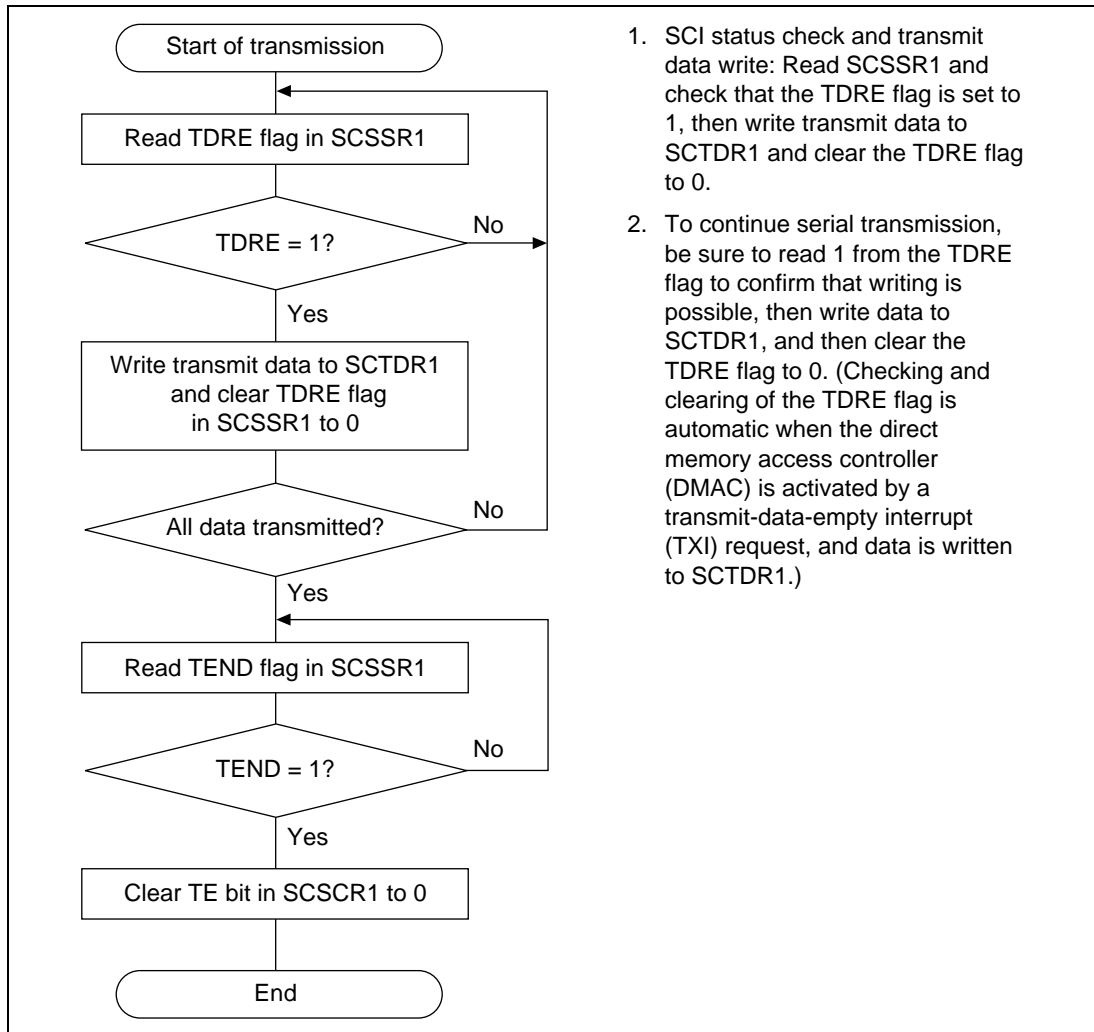 Start of transmission
Read TDRE flag in SCSSR1
TDRE = 1?
No
Yes
Write transmit data to SCTDR1
and clear TDRE flag
in SCSSR1 to 0
All data transmitted?
No
Yes
Read TEND flag in SCSSR1
TEND = 1?
No
Yes
Clear TE bit in SCSCR1 to 0
End
1. SCI status check and transmit
data write: Read SCSSR1 and
check that the TDRE flag is set to
1, then write transmit data to
SCTDR1 and clear the TDRE flag
to 0.
2. To continue serial transmission,
be sure to read 1 from the TDRE
flag to confirm that writing is
possible, then write data to
SCTDR1, and then clear the
TDRE flag to 0. (Checking and
clearing of the TDRE flag is
automatic when the direct
memory access controller
(DMAC) is activated by a
transmit-data-empty interrupt
(TXI) request, and data is written
to SCTDR1.)